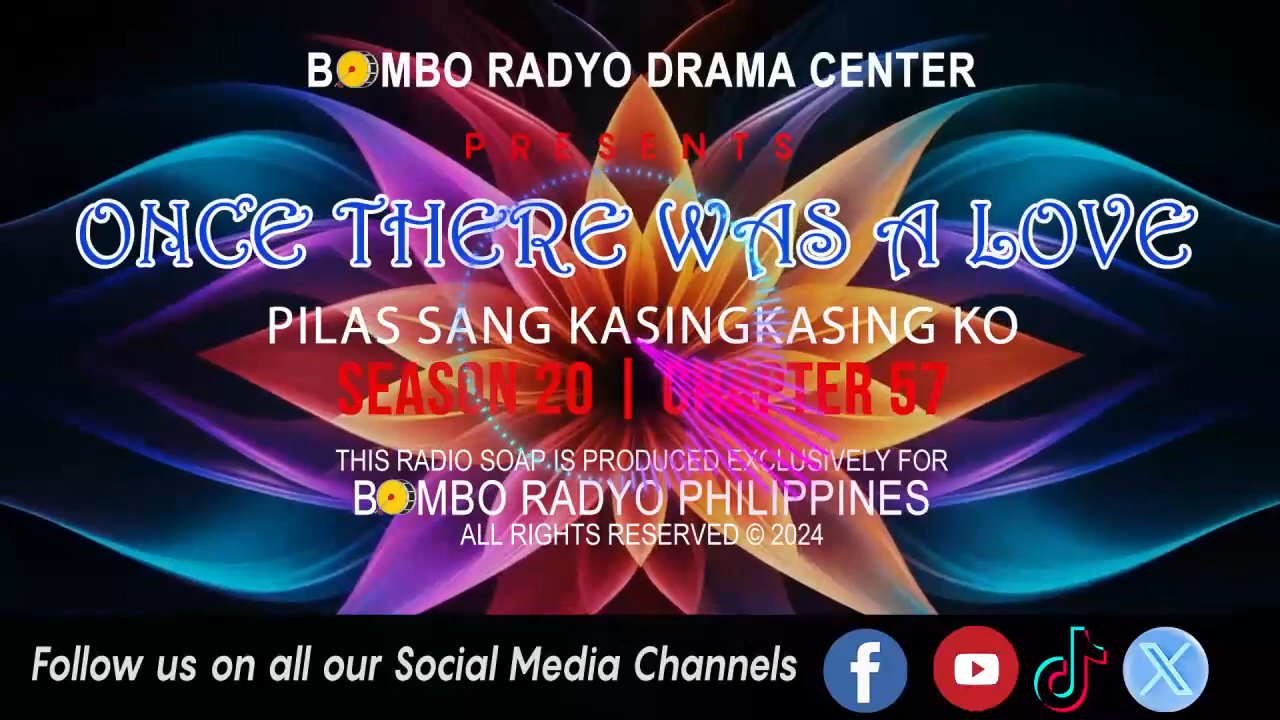 BOMBO RADYO DRAMA CENTER
PRESENTS
ONCE THERE WAS A LOVE
PILAS SANG KASINGKASING KO
SEASON 20 | CHAPTER 57
THIS RADIO SOAP IS PRODUCED EXCLUSIVELY FOR
BOMBO RADYO PHILIPPINES
ALL RIGHTS RESERVED © 2024
Follow us on all our Social Media Channels